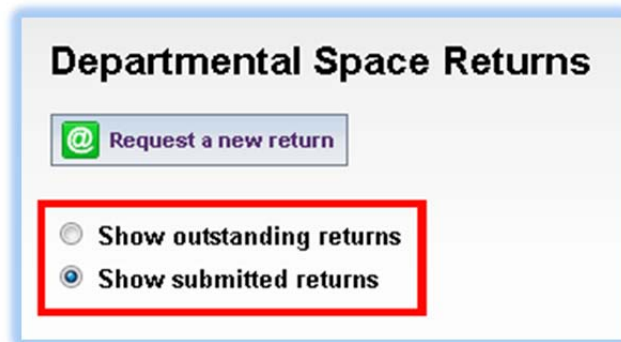 Departmental Space Returns
@ Request a new return
Show outstanding returns
Show submitted returns